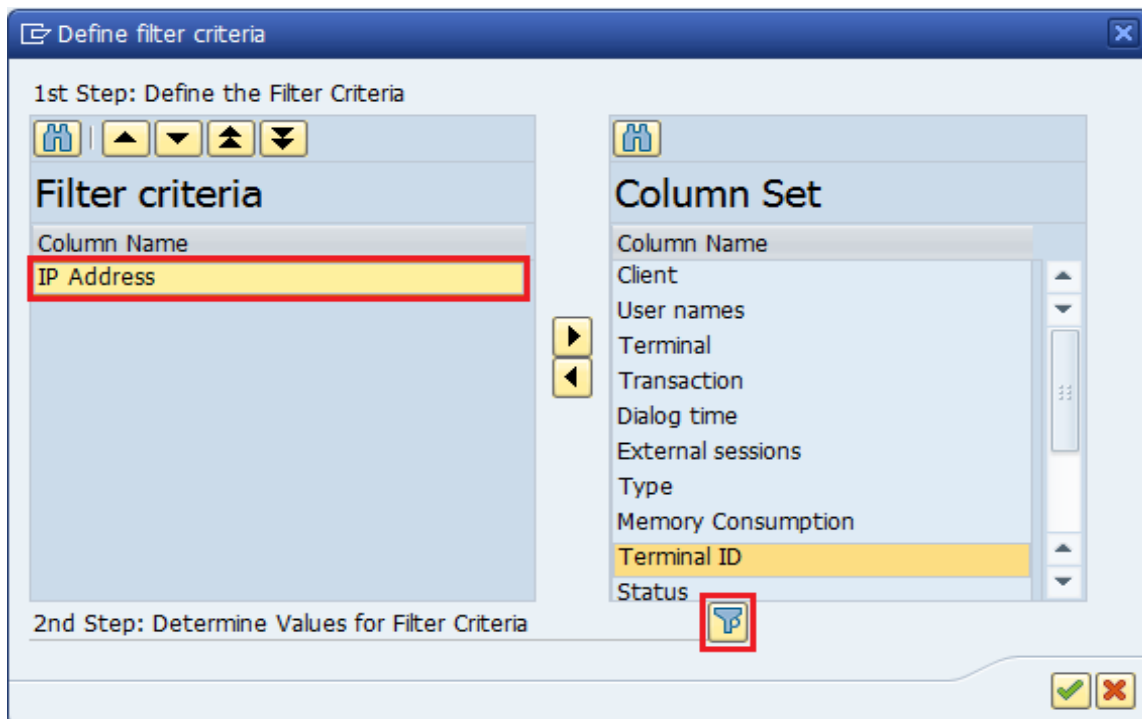 Define filter criteria
1st Step: Define the Filter Criteria
Filter criteria
Column Name
IP Address
Column Set
Column Name
Client
User names
Terminal
Transaction
Dialog time
External sessions
Type
Memory Consumption
Terminal ID
Status
2nd Step: Determine Values for Filter Criteria